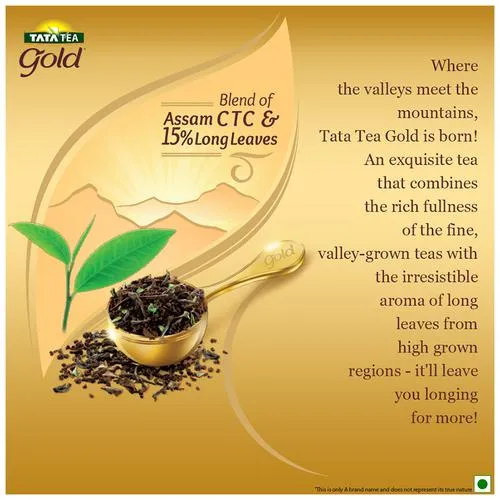 TATA TEA
Gold
Blend of
Assam CTC &
15% Long Leaves
gold
Where
the valleys meet the
mountains,
Tata Tea Gold is born!
An exquisite tea
that combines
the rich fullness
of the fine,
valley-grown teas with
the irresistible
aroma of long
leaves from
high grown
regions - it'll leave
you longing
for more!
*This is only A brand name and does not represent its true nature